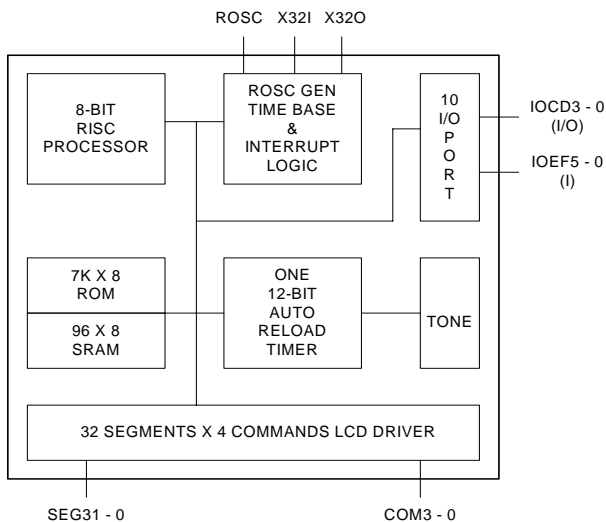 ROSC X32I X32O
8-BIT
RISC
PROCESSOR
ROSC GEN
TIME BASE
&
INTERRUPT
LOGIC
10
I/O
P
O
R
T
IOCD3 - 0
(I/O)
IOEF5 - 0
(I)
7K X 8
ROM
96 X 8
SRAM
ONE
12-BIT
AUTO
RELOAD
TIMER
TONE
32 SEGMENTS X 4 COMMANDS LCD DRIVER
SEG31 - 0
COM3 - 0